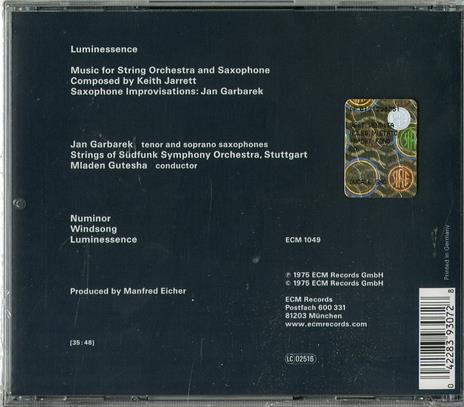 Luminessence
Music for String Orchestra and Saxophone
Composed by Keith Jarrett
Saxophone Improvisations: Jan Garbarek
Jan Garbarek tenor and soprano saxophones
Strings of Südfunk Symphony Orchestra, Stuttgart
Mladen Gutesha conductor
Numinor
Windsong
Luminessence
ECM 1049
℗ 1975 ECM Records GmbH
© 1975 ECM Records GmbH
Produced by Manfred Eicher
ECM Records
Postfach 600 331
81203 München
www.ecmrecords.com
[35:48]
LC 02516
Printed in Germany
0 42283 93072 8
SIAE